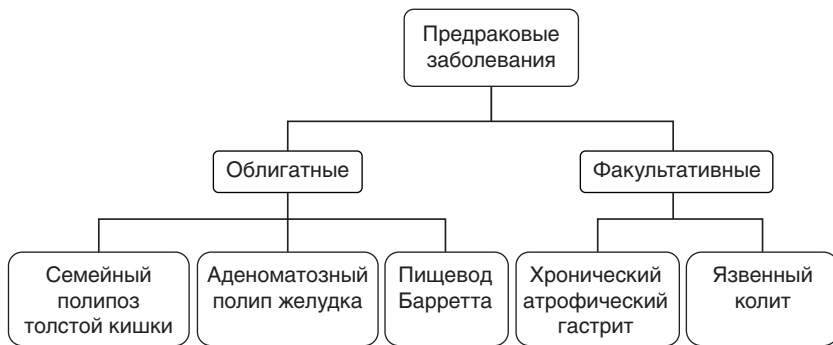 Предраковые
заболевания
Облигатные
Факультативные
Семейный
полипоз
толстой кишки
Аденоматозный
полип желудка
Пищевод
Барретта
Хронический
атрофический
гастрит
Язвенный
колит